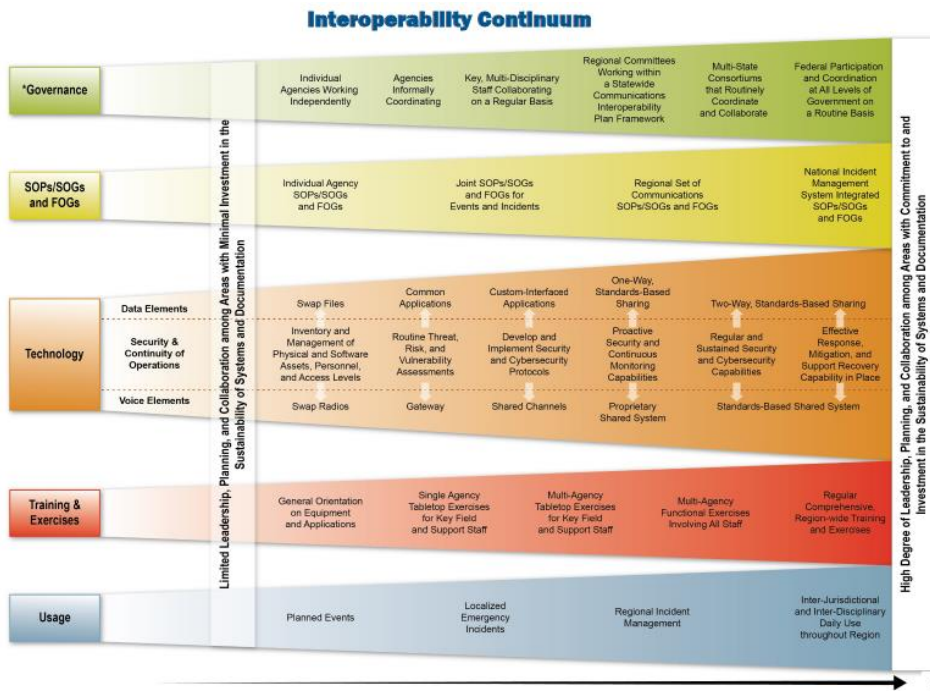 Interoperability Continuum
*Governance
Individual
Agencies Working
Independently
Agencies
Informally
Coordinating
Key, Multi-Disciplinary
Staff Collaborating
on a Regular Basis
Regional Committees
Working within
a Statewide
Communications
Interoperability
Plan Framework
Multi-State
Consortiums
that Routinely
Coordinate
and Collaborate
Federal Participation
and Coordination
at All Levels of
Government on
a Routine Basis
SOPs/SOGs
and FOGs
Individual Agency
SOPs/SOGs
and FOGs
Joint SOPs/SOGs
and FOGs for
Events and Incidents
Regional Set of
Communications
SOPs/SOGs and FOGs
National Incident
Management
System Integrated
SOPs/SOGs
and FOGs
Technology
Data Elements
Swap Files
Common
Applications
Custom-Interfaced
Applications
One-Way,
Standards-Based
Sharing
Two-Way, Standards-Based Sharing
Security &
Continuity of
Operations
Inventory and
Management of
Physical and Software
Assets, Personnel,
and Access Levels
Routine Threat,
Risk, and
Vulnerability
Assessments
Develop and
Implement Security
and Cybersecurity
Protocols
Proactive
Security and
Continuous
Monitoring
Capabilities
Regular and
Sustained Security
and Cybersecurity
Capabilities
Effective
Response,
Mitigation, and
Support Recovery
Capability in Place
Voice Elements
Swap Radios
Gateway
Shared Channels
Proprietary
Shared System
Standards-Based Shared System
Training &
Exercises
General Orientation
on Equipment
and Applications
Single Agency
Tabletop Exercises
for Key Field
and Support Staff
Multi-Agency
Tabletop Exercises
for Key Field
and Support Staff
Multi-Agency
Functional Exercises
Involving All Staff
Regular
Comprehensive,
Region-wide Training
and Exercises
Usage
Planned Events
Localized
Emergency
Incidents
Regional Incident
Management
Inter-Jurisdictional
and Inter-Disciplinary
Daily Use
throughout Region
Limited Leadership, Planning, and Collaboration among Areas with Minimal Investment in the
Sustainability of Systems and Documentation
High Degree of Leadership, Planning, and Collaboration among Areas with Commitment to and
Investment in the Sustainability of Systems and Documentation